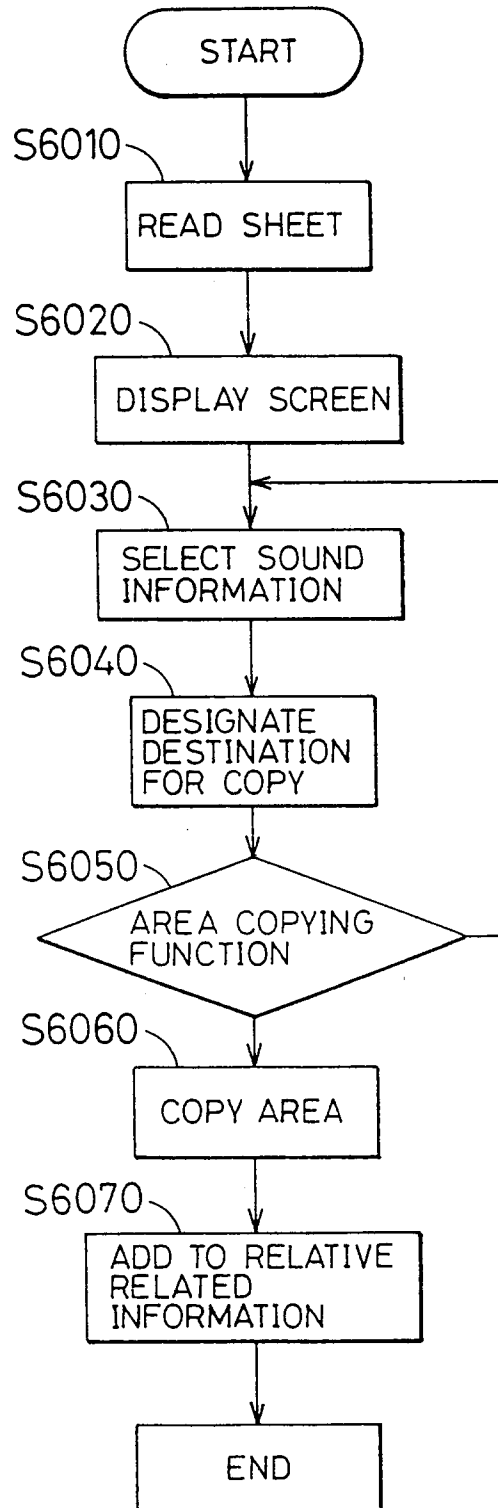 START
S6010
READ SHEET
S6020
DISPLAY SCREEN
S6030
SELECT SOUND
INFORMATION
S6040
DESIGNATE
DESTINATION
FOR COPY
S6050
AREA COPYING
FUNCTION
S6060
COPY AREA
S6070
ADD TO RELATIVE
RELATED
INFORMATION
END